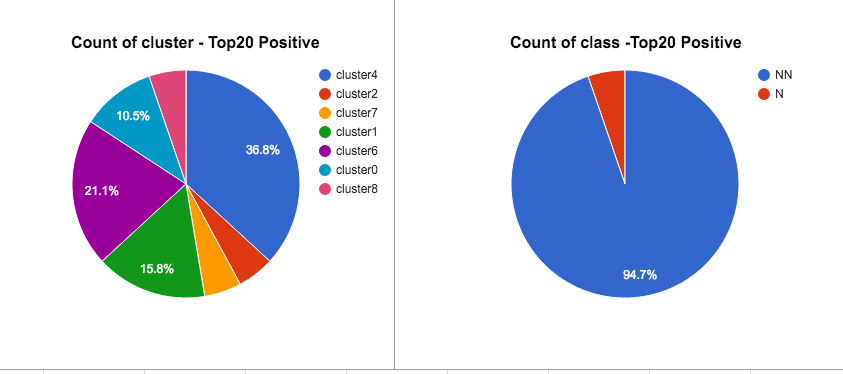 Count of cluster - Top20 Positive
cluster4
cluster2
cluster7
cluster1
cluster6
cluster0
cluster8
10.5%
36.8%
21.1%
15.8%
Count of class -Top20 Positive
NN
N
94.7%